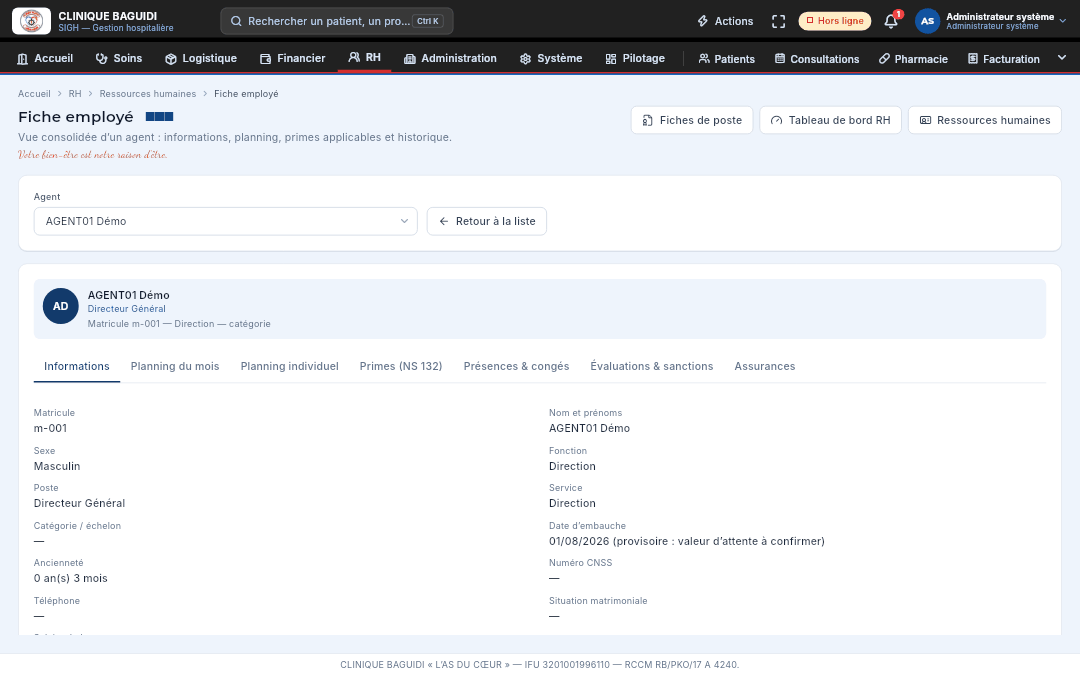 CLINIQUE BAGUIDI
SIGH — Gestion hospitalière
Rechercher un patient, un pro... Ctrl K
Actions
Hors ligne
1
AS
Administrateur système
Administrateur système
Accueil
Soins
Logistique
Financier
RH
Administration
Système
Pilotage
Patients
Consultations
Pharmacie
Facturation
Accueil > RH > Ressources humaines > Fiche employé
Fiche employé
Vue consolidée d'un agent : informations, planning, primes applicables et historique.
Votre bien-être est notre raison d'être.
Fiches de poste
Tableau de bord RH
Ressources humaines
Agent
AGENT01 Démo
← Retour à la liste
AD
AGENT01 Démo
Directeur Général
Matricule m-001 — Direction — catégorie
Informations
Planning du mois
Planning individuel
Primes (NS 132)
Présences & congés
Évaluations & sanctions
Assurances
Matricule
m-001
Nom et prénoms
AGENT01 Démo
Sexe
Masculin
Fonction
Direction
Poste
Directeur Général
Service
Direction
Catégorie / échelon
—
Date d'embauche
01/08/2026 (provisoire : valeur d'attente à confirmer)
Ancienneté
0 an(s) 3 mois
Numéro CNSS
—
Téléphone
—
Situation matrimoniale
—
CLINIQUE BAGUIDI « L'AS DU CŒUR » — IFU 3201001996110 — RCCM RB/PKO/17 A 4240.